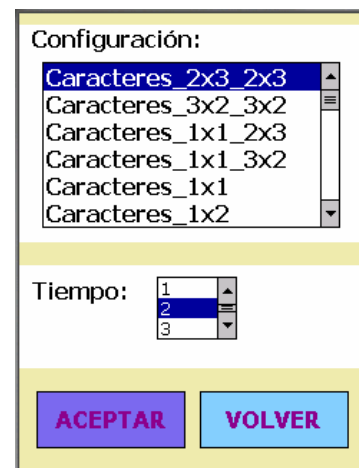 Configuración:
Caracteres_2x3_2x3
Caracteres_3x2_3x2
Caracteres_1x1_2x3
Caracteres_1x1_3x2
Caracteres_1x1
Caracteres_1x2
Tiempo:
1
2
3
ACEPTAR VOLVER